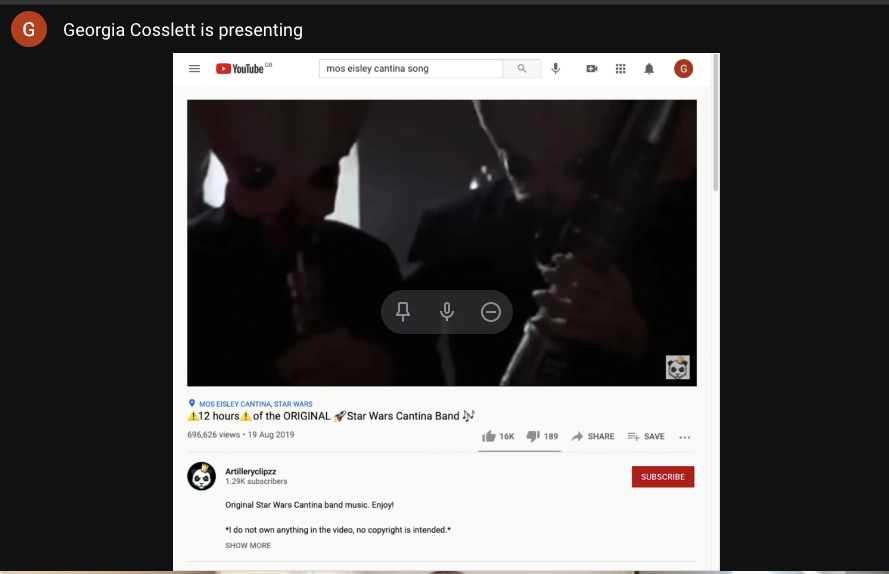 G
Georgia Cosslett is presenting
YouTube GB
mos eisley cantina song
G
MOS EISLEY CANTINA, STAR WARS
⚠️12 hours⚠️of the ORIGINAL 🚀Star Wars Cantina Band 🎶
696,626 views • 19 Aug 2019
16K
189
SHARE
SAVE
Artilleryclipzz
1.29K subscribers
SUBSCRIBE
Original Star Wars Cantina band music. Enjoy!
*I do not own anything in the video, no copyright is intended.*
SHOW MORE